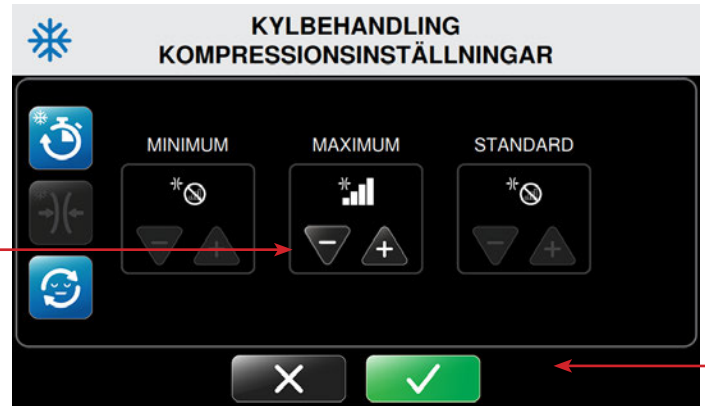 KYLBEHANDLING
KOMPRESSIONSINSTÄLLNINGAR
MINIMUM
MAXIMUM
STANDARD